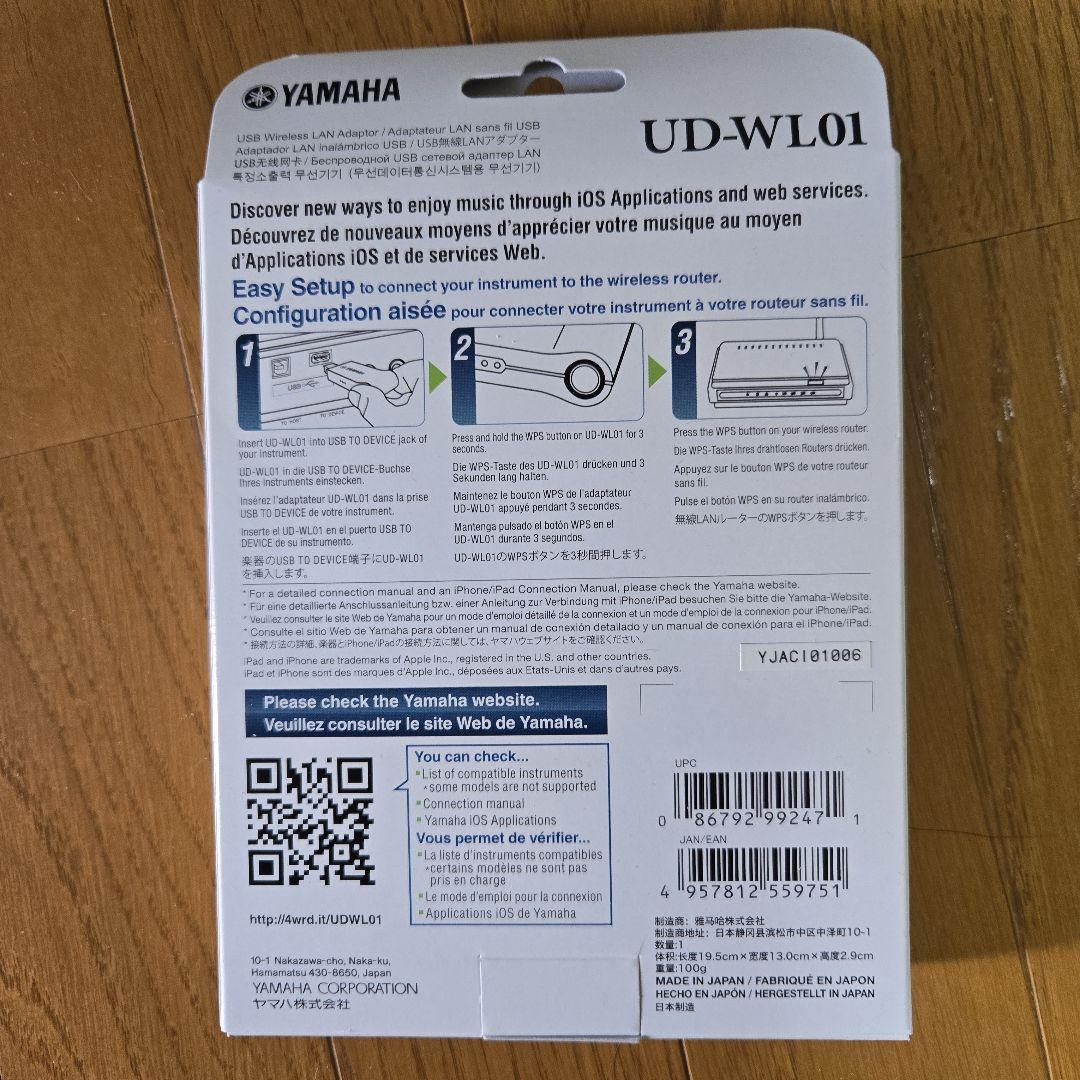 YAMAHA
UD-WL01
USB Wireless LAN Adaptor / Adaptateur LAN sans fil USB
Adaptador LAN inalámbrico USB / USB無線LANアダプター
USB无线网卡 / Беспроводной USB сетевой адаптер LAN
특정소출력 무선기기 (무선데이터통신시스템용 무선기기)
Discover new ways to enjoy music through iOS Applications and web services.
Découvrez de nouveaux moyens d'apprécier votre musique au moyen
d'Applications iOS et de services Web.
Easy Setup to connect your instrument to the wireless router.
Configuration aisée pour connecter votre instrument à votre routeur sans fil.
1
USB
TO HOST
TO DEVICE
YAMAHA
Insert UD-WL01 into USB TO DEVICE jack of
your instrument.
UD-WL01 in die USB TO DEVICE-Buchse
Ihres Instruments einstecken.
Insérez l'adaptateur UD-WL01 dans la prise
USB TO DEVICE de votre instrument.
Inserte el UD-WL01 en el puerto USB TO
DEVICE de su instrumento.
楽器のUSB TO DEVICE端子にUD-WL01
を挿入します。
2
Press and hold the WPS button on UD-WL01 for 3
seconds.
Die WPS-Taste des UD-WL01 drücken und 3
Sekunden lang halten.
Maintenez le bouton WPS de l'adaptateur
UD-WL01 appuyé pendant 3 secondes.
Mantenga pulsado el botón WPS en el
UD-WL01 durante 3 segundos.
UD-WL01のWPSボタンを3秒間押します。
3
Press the WPS button on your wireless router.
Die WPS-Taste Ihres drahtlosen Routers drücken.
Appuyez sur le bouton WPS de votre routeur
sans fil.
Pulse el botón WPS en su router inalámbrico.
無線LANルーターのWPSボタンを押します。
* For a detailed connection manual and an iPhone/iPad Connection Manual, please check the Yamaha website.
* Für eine detaillierte Anschlussanleitung bzw. einer Anleitung zur Verbindung mit iPhone/iPad besuchen Sie bitte die Yamaha-Website.
* Veuillez consulter le site Web de Yamaha pour un mode d'emploi détaillé de la connexion et un mode d'emploi de la connexion pour iPhone/iPad.
* Consulte el sitio Web de Yamaha para obtener un manual de conexión detallado y un manual de conexión para el iPhone/iPad.
* 接続方法の詳細、楽器とiPhone/iPadの接続方法に関しては、ヤマハウェブサイトをご確認ください。
iPad and iPhone are trademarks of Apple Inc., registered in the U.S. and other countries.
iPad et iPhone sont des marques d'Apple Inc., déposées aux Etats-Unis et dans d'autres pays.
YJACI01006
Please check the Yamaha website.
Veuillez consulter le site Web de Yamaha.
You can check...
List of compatible instruments
*some models are not supported
Connection manual
Yamaha iOS Applications
Vous permet de vérifier...
La liste d'instruments compatibles
*certains modèles ne sont pas
pris en charge
Le mode d'emploi pour la connexion
Applications iOS de Yamaha
http://4wrd.it/UDWL01
10-1 Nakazawa-cho, Naka-ku,
Hamamatsu 430-8650, Japan
YAMAHA CORPORATION
ヤマハ株式会社
UPC
0 86792 99247 1
JAN/EAN
4 957812 559751
制造商：雅马哈株式会社
制造商地址：日本静冈县滨松市中区中泽町10-1
数量:1
体积:长度19.5cm×宽度13.0cm×高度2.9cm
重量:100g
MADE IN JAPAN / FABRIQUÉ EN JAPON
HECHO EN JAPÓN / HERGESTELLT IN JAPAN
日本制造